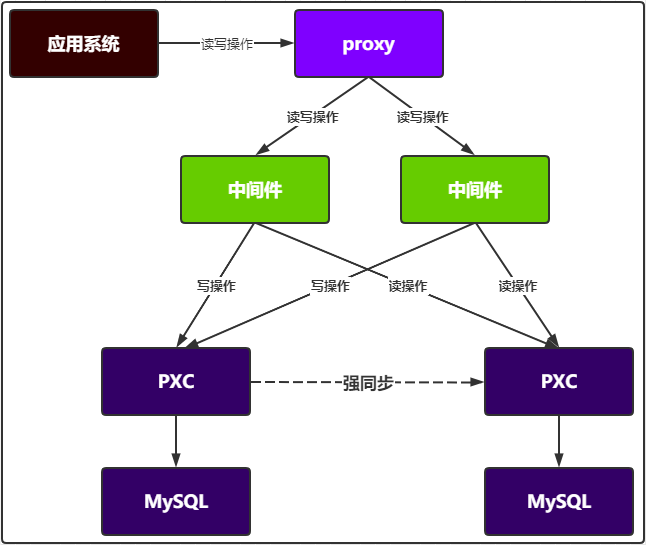 应用系统
读写操作
proxy
读写操作
读写操作
中间件
中间件
写操作
写操作
读操作
读操作
PXC
强同步
PXC
MySQL
MySQL